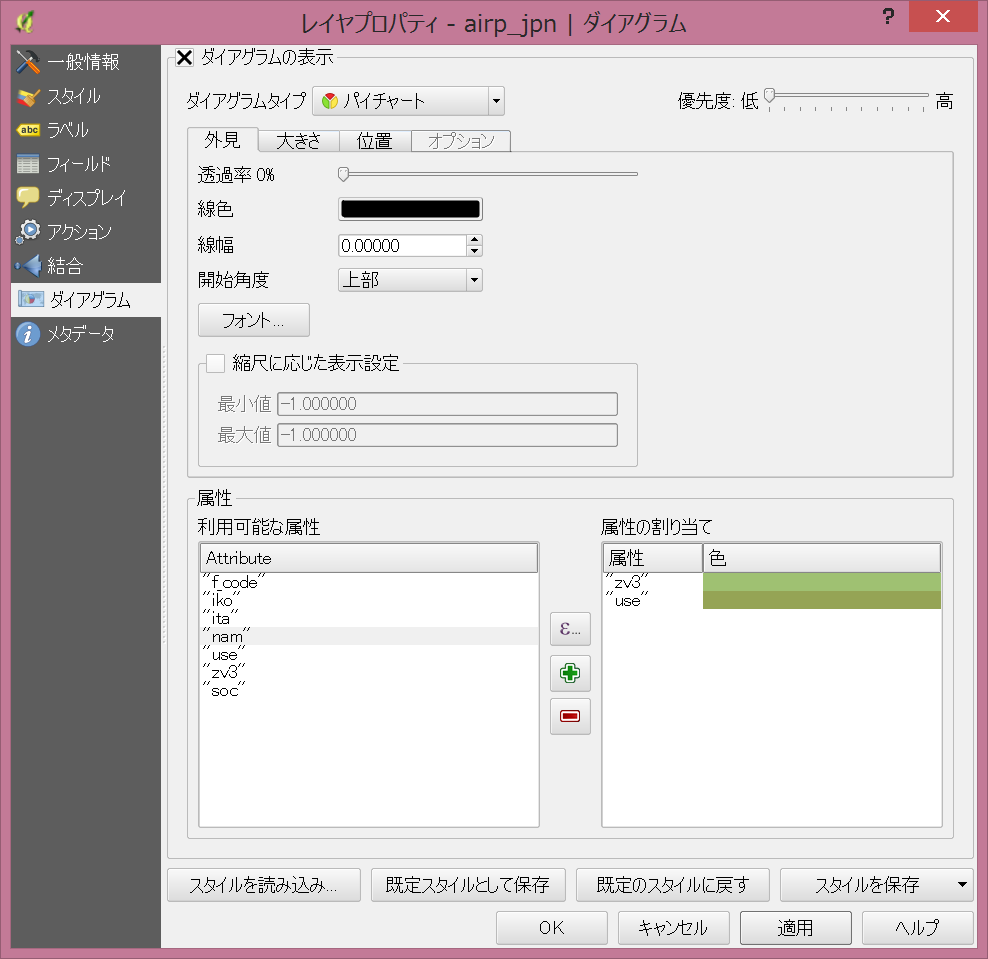 レイヤプロパティ - airp_jpn | ダイアグラム
?
一般情報
スタイル
abc ラベル
フィールド
ディスプレイ
アクション
結合
ダイアグラム
i メタデータ
ダイアグラムの表示
ダイアグラムタイプ パイチャート 優先度: 低 高
外見 大きさ 位置 オプション
透過率 0%
線色
線幅 0.00000
開始角度 上部
フォント...
縮尺に応じた表示設定
最小値 -1.000000
最大値 -1.000000
属性
利用可能な属性
Attribute
"f_code"
"iko"
"ita"
"nam"
"use"
"zv3"
"soc"
ε...
属性の割り当て
属性 色
"zv3"
"use"
スタイルを読み込み... 既定スタイルとして保存 既定のスタイルに戻す スタイルを保存
OK キャンセル 適用 ヘルプ